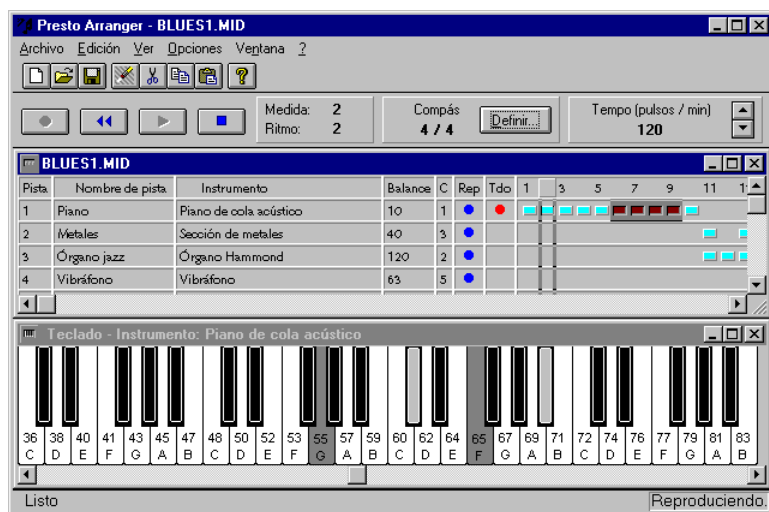 Presto Arranger - BLUES1.MID
Archivo Edición Ver Opciones Ventana ?
Medida: 2
Ritmo: 2
Compás
4 / 4
Definir...
Tempo (pulsos / min)
120
BLUES1.MID
Pista Nombre de pista Instrumento Balance C Rep Tdo 1 3 5 7 9 11
1 Piano Piano de cola acústico 10 1
2 Metales Sección de metales 40 3
3 Órgano jazz Órgano Hammond 120 2
4 Vibráfono Vibráfono 63 5
Teclado - Instrumento: Piano de cola acústico
36 38 40 41 43 45 47 48 50 52 53 55 57 59 60 62 64 65 67 69 71 72 74 76 77 79 81 83
C D E F G A B C D E F G A B C D E F G A B C D E F G A B
Listo Reproduciendo.